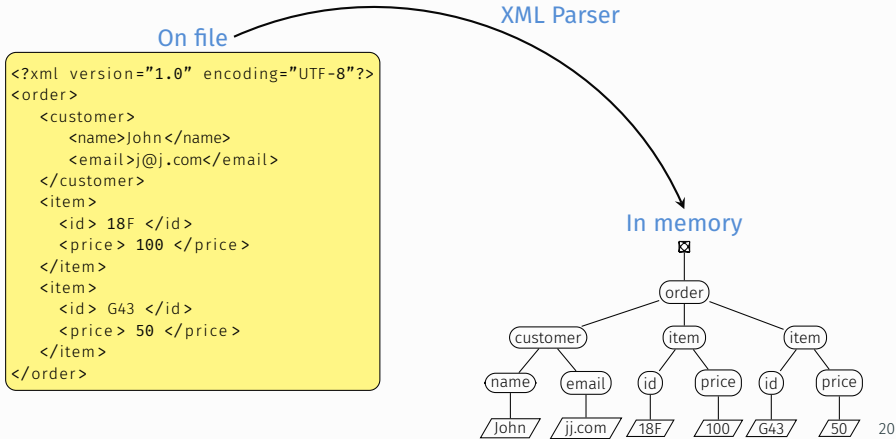 XML Parser
On file
<?xml version="1.0" encoding="UTF-8"?>
<order>
<customer>
<name>John</name>
<email>j@j.com</email>
</customer>
<item>
<id> 18F </id>
<price> 100 </price>
</item>
<item>
<id> G43 </id>
<price> 50 </price>
</item>
</order>
In memory
order
customer item item
name email id price id price
John jj.com 18F 100 G43 50 20